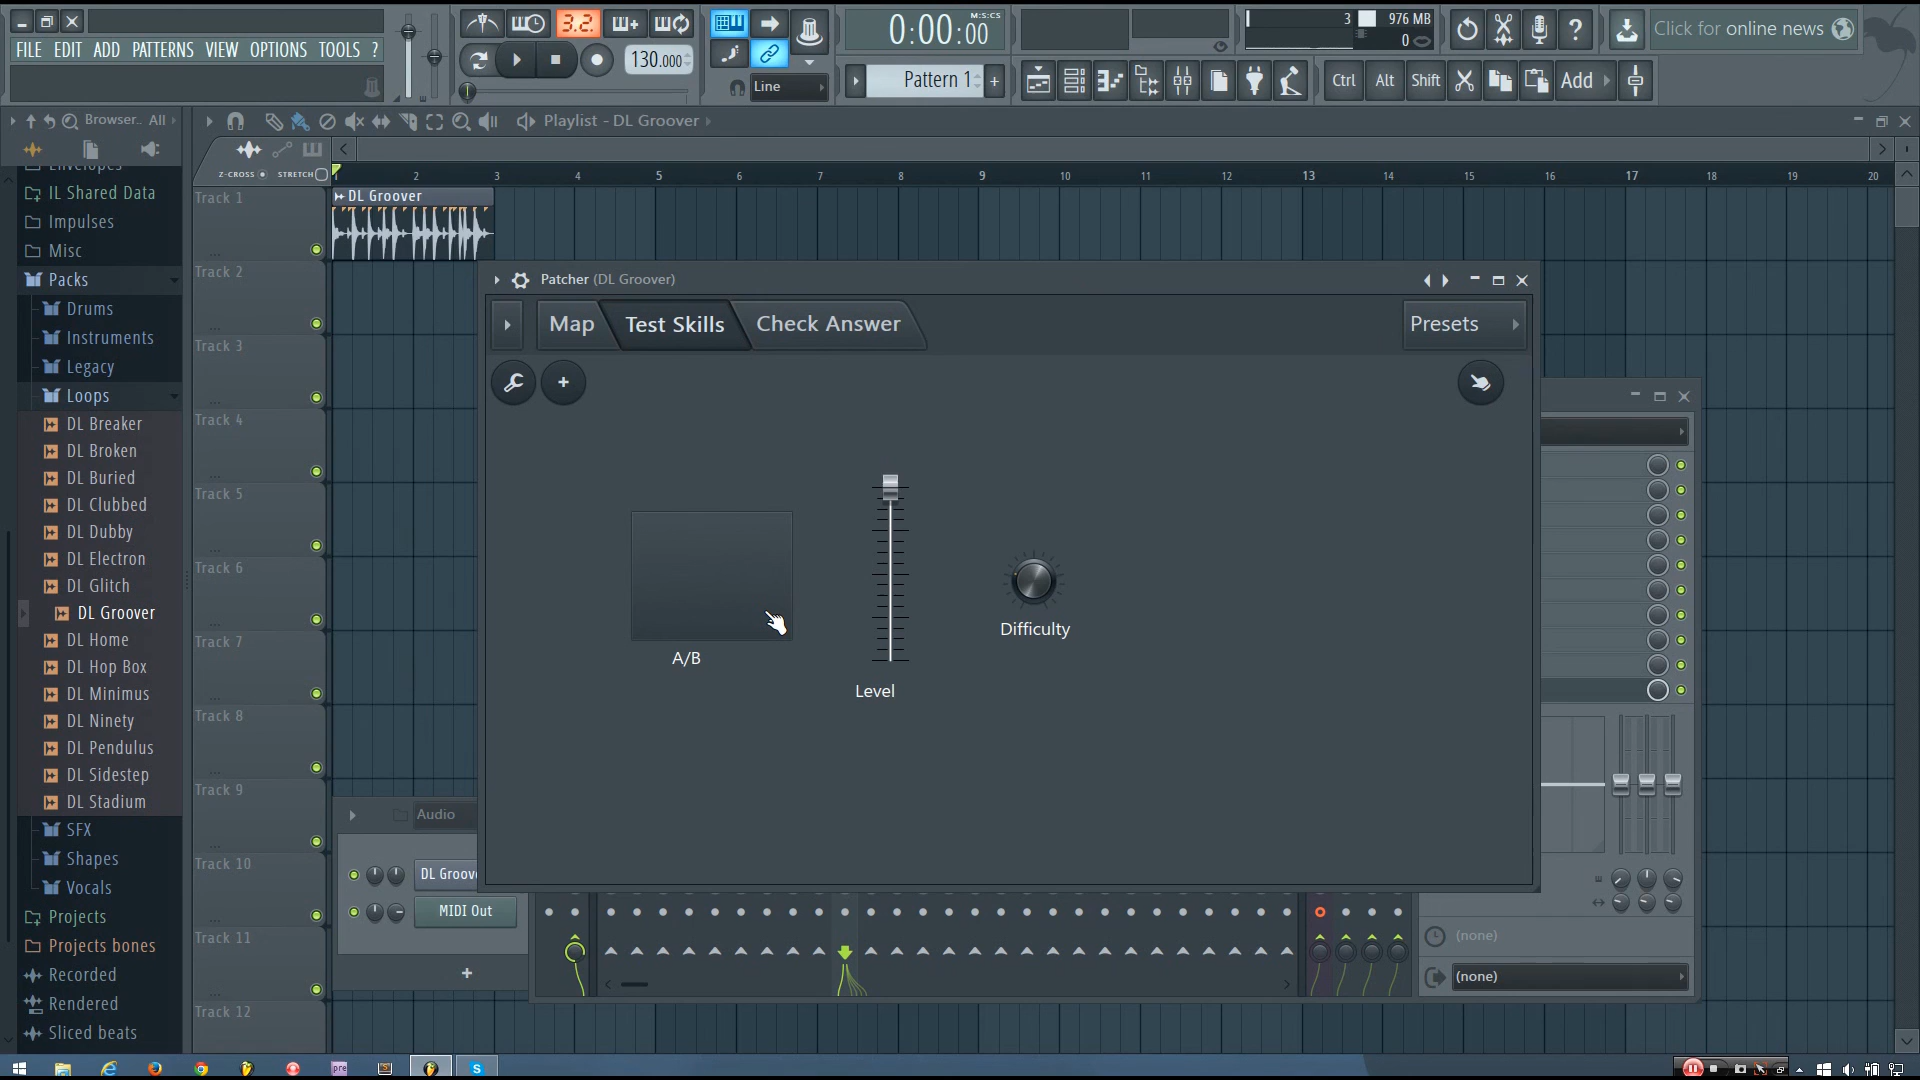 3.2.
0:00:00
M:S:CS
3
976 MB
0
Click for online news
FILE EDIT ADD PATTERNS VIEW OPTIONS TOOLS ?
130.000
Line
Pattern 1
+
Ctrl
Alt
Shift
Add
Browser.. All
Playlist - DL Groover
Z-CROSS
STRETCH
2 3 4 5 6 7 8 9 10 11 12 13 14 15 16 17 18 19 20
Envelopes
IL Shared Data
Impulses
Misc
Packs
Drums
Instruments
Legacy
Loops
DL Breaker
DL Broken
DL Buried
DL Clubbed
DL Dubby
DL Electron
DL Glitch
DL Groover
DL Home
DL Hop Box
DL Minimus
DL Ninety
DL Pendulus
DL Sidestep
DL Stadium
SFX
Shapes
Vocals
Projects
Projects bones
Recorded
Rendered
Sliced beats
Track 1
Track 2
Track 3
Track 4
Track 5
Track 6
Track 7
Track 8
Track 9
Track 10
Track 11
Track 12
DL Groover
Patcher (DL Groover)
Map
Test Skills
Check Answer
Presets
A/B
Level
Difficulty
Audio
DL Groove
MIDI Out
+
(none)
(none)
pre